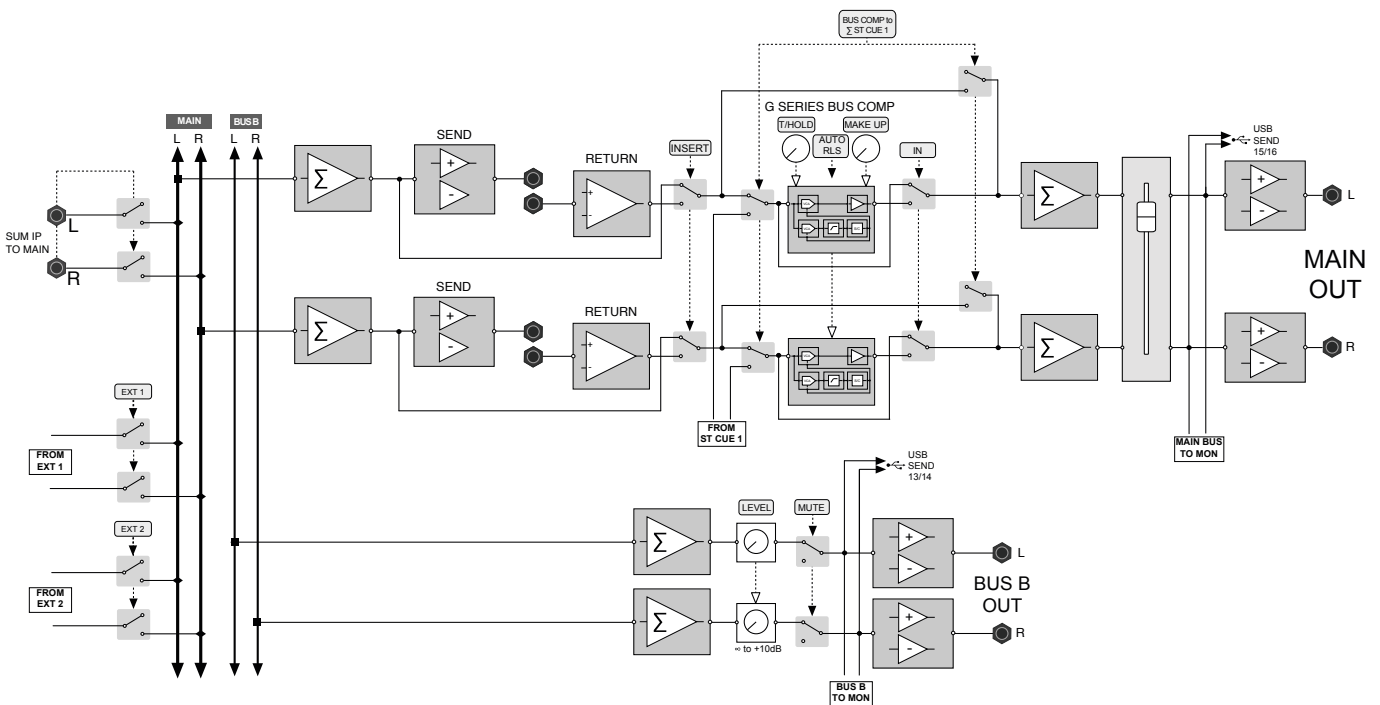 BUS COMP to
∑ ST CUE 1
G SERIES BUS COMP
T/HOLD
AUTO
RLS
MAKE UP
MAIN
BUS B
L R L R
SEND
RETURN
INSERT
IN
USB
SEND
15/16
∑
+
-
+
-
∑
+
-
L
SUM IP
TO MAIN
L
R
MAIN
OUT
SEND
RETURN
∑
+
-
+
-
∑
+
-
R
EXT 1
FROM
EXT 1
FROM
ST CUE 1
MAIN BUS
TO MON
USB
SEND
13/14
EXT 2
FROM
EXT 2
LEVEL
MUTE
∑
+
-
L
BUS B
OUT
∑
+
-
R
∞ to +10dB
BUS B
TO MON